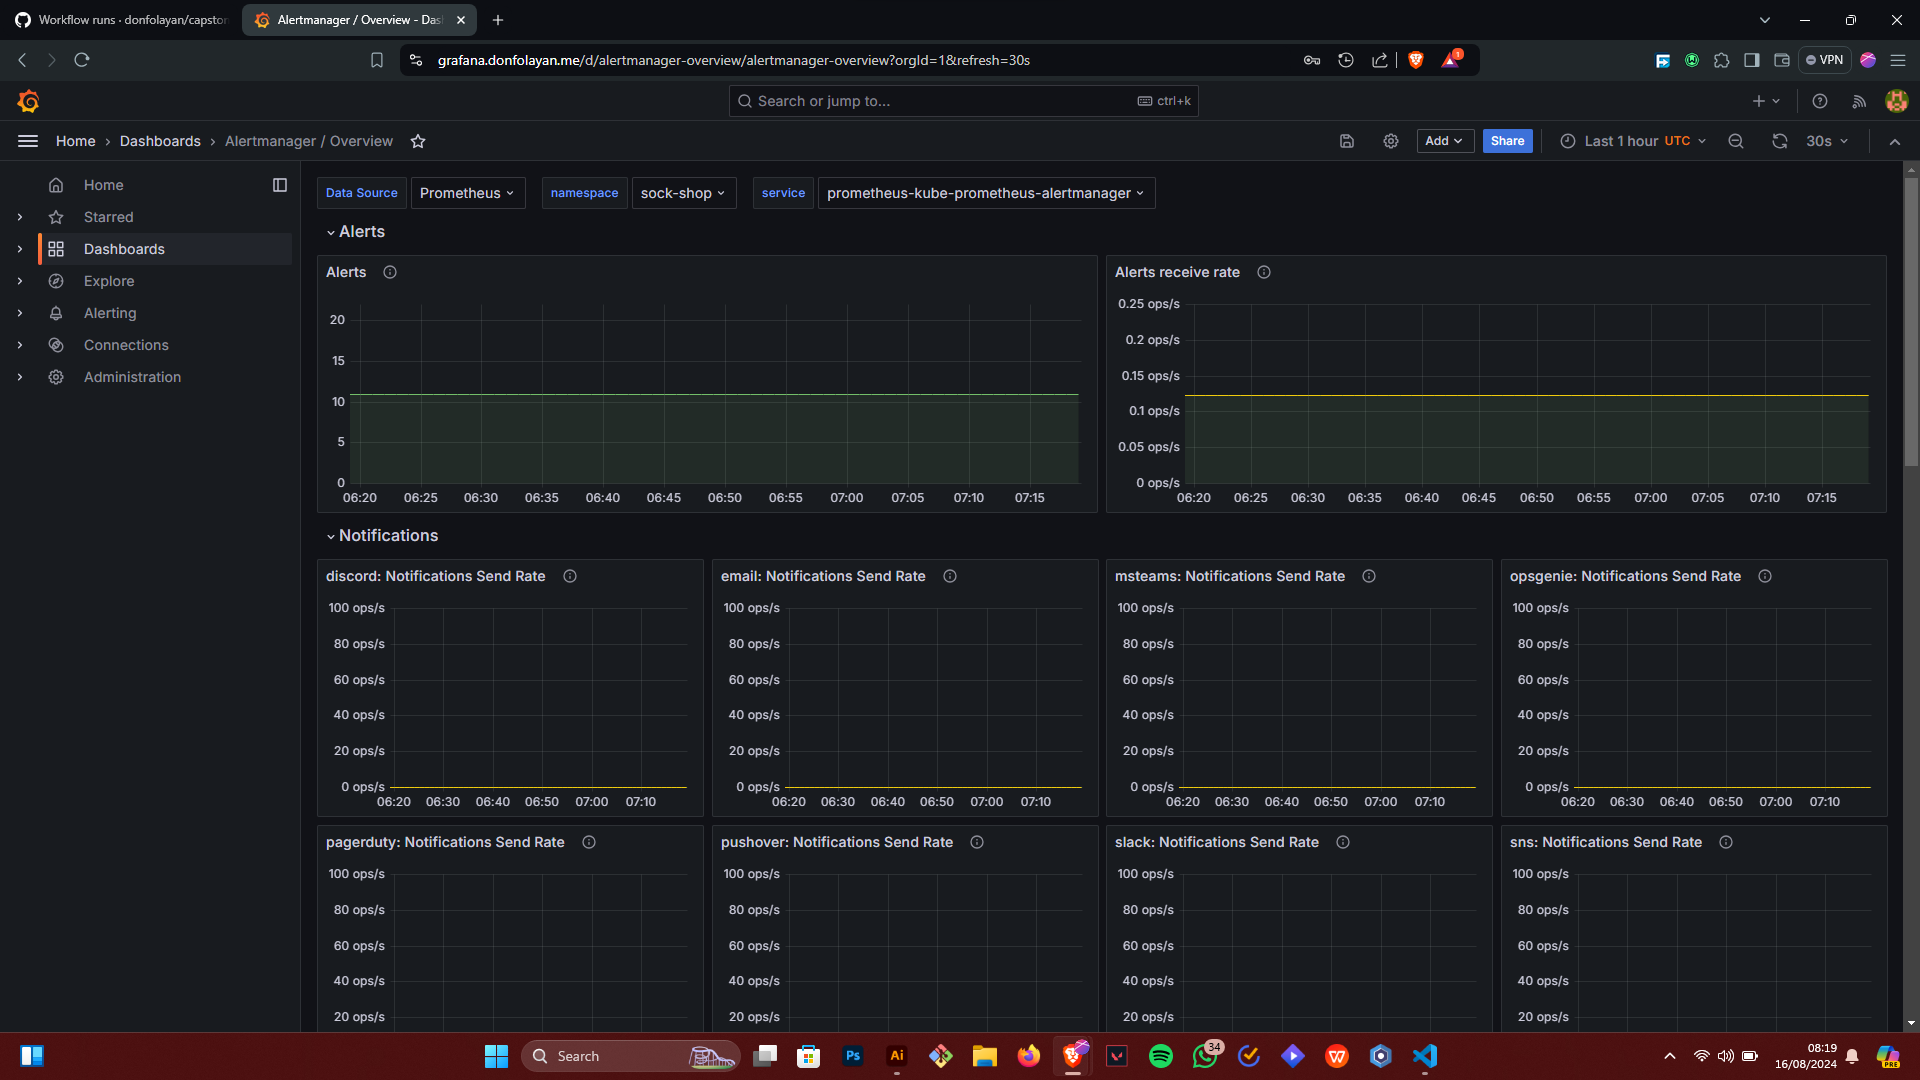 Workflow runs · donfolayan/capston
Alertmanager / Overview - Das
grafana.donfolayan.me/d/alertmanager-overview/alertmanager-overview?orgId=1&refresh=30s
1
VPN
Search or jump to...
ctrl+k
Home
Dashboards
Alertmanager / Overview
Add
Share
Last 1 hour UTC
30s
Home
Starred
Dashboards
Explore
Alerting
Connections
Administration
Data Source
Prometheus
namespace
sock-shop
service
prometheus-kube-prometheus-alertmanager
Alerts
Alerts
20
15
10
5
0
06:20 06:25 06:30 06:35 06:40 06:45 06:50 06:55 07:00 07:05 07:10 07:15
Alerts receive rate
0.25 ops/s
0.2 ops/s
0.15 ops/s
0.1 ops/s
0.05 ops/s
0 ops/s
06:20 06:25 06:30 06:35 06:40 06:45 06:50 06:55 07:00 07:05 07:10 07:15
Notifications
discord: Notifications Send Rate
100 ops/s
80 ops/s
60 ops/s
40 ops/s
20 ops/s
0 ops/s
06:20 06:30 06:40 06:50 07:00 07:10
email: Notifications Send Rate
100 ops/s
80 ops/s
60 ops/s
40 ops/s
20 ops/s
0 ops/s
06:20 06:30 06:40 06:50 07:00 07:10
msteams: Notifications Send Rate
100 ops/s
80 ops/s
60 ops/s
40 ops/s
20 ops/s
0 ops/s
06:20 06:30 06:40 06:50 07:00 07:10
opsgenie: Notifications Send Rate
100 ops/s
80 ops/s
60 ops/s
40 ops/s
20 ops/s
0 ops/s
06:20 06:30 06:40 06:50 07:00 07:10
pagerduty: Notifications Send Rate
100 ops/s
80 ops/s
60 ops/s
40 ops/s
20 ops/s
pushover: Notifications Send Rate
100 ops/s
80 ops/s
60 ops/s
40 ops/s
20 ops/s
slack: Notifications Send Rate
100 ops/s
80 ops/s
60 ops/s
40 ops/s
20 ops/s
sns: Notifications Send Rate
100 ops/s
80 ops/s
60 ops/s
40 ops/s
20 ops/s
Search
Ps
Ai
34
08:19
16/08/2024
PRE